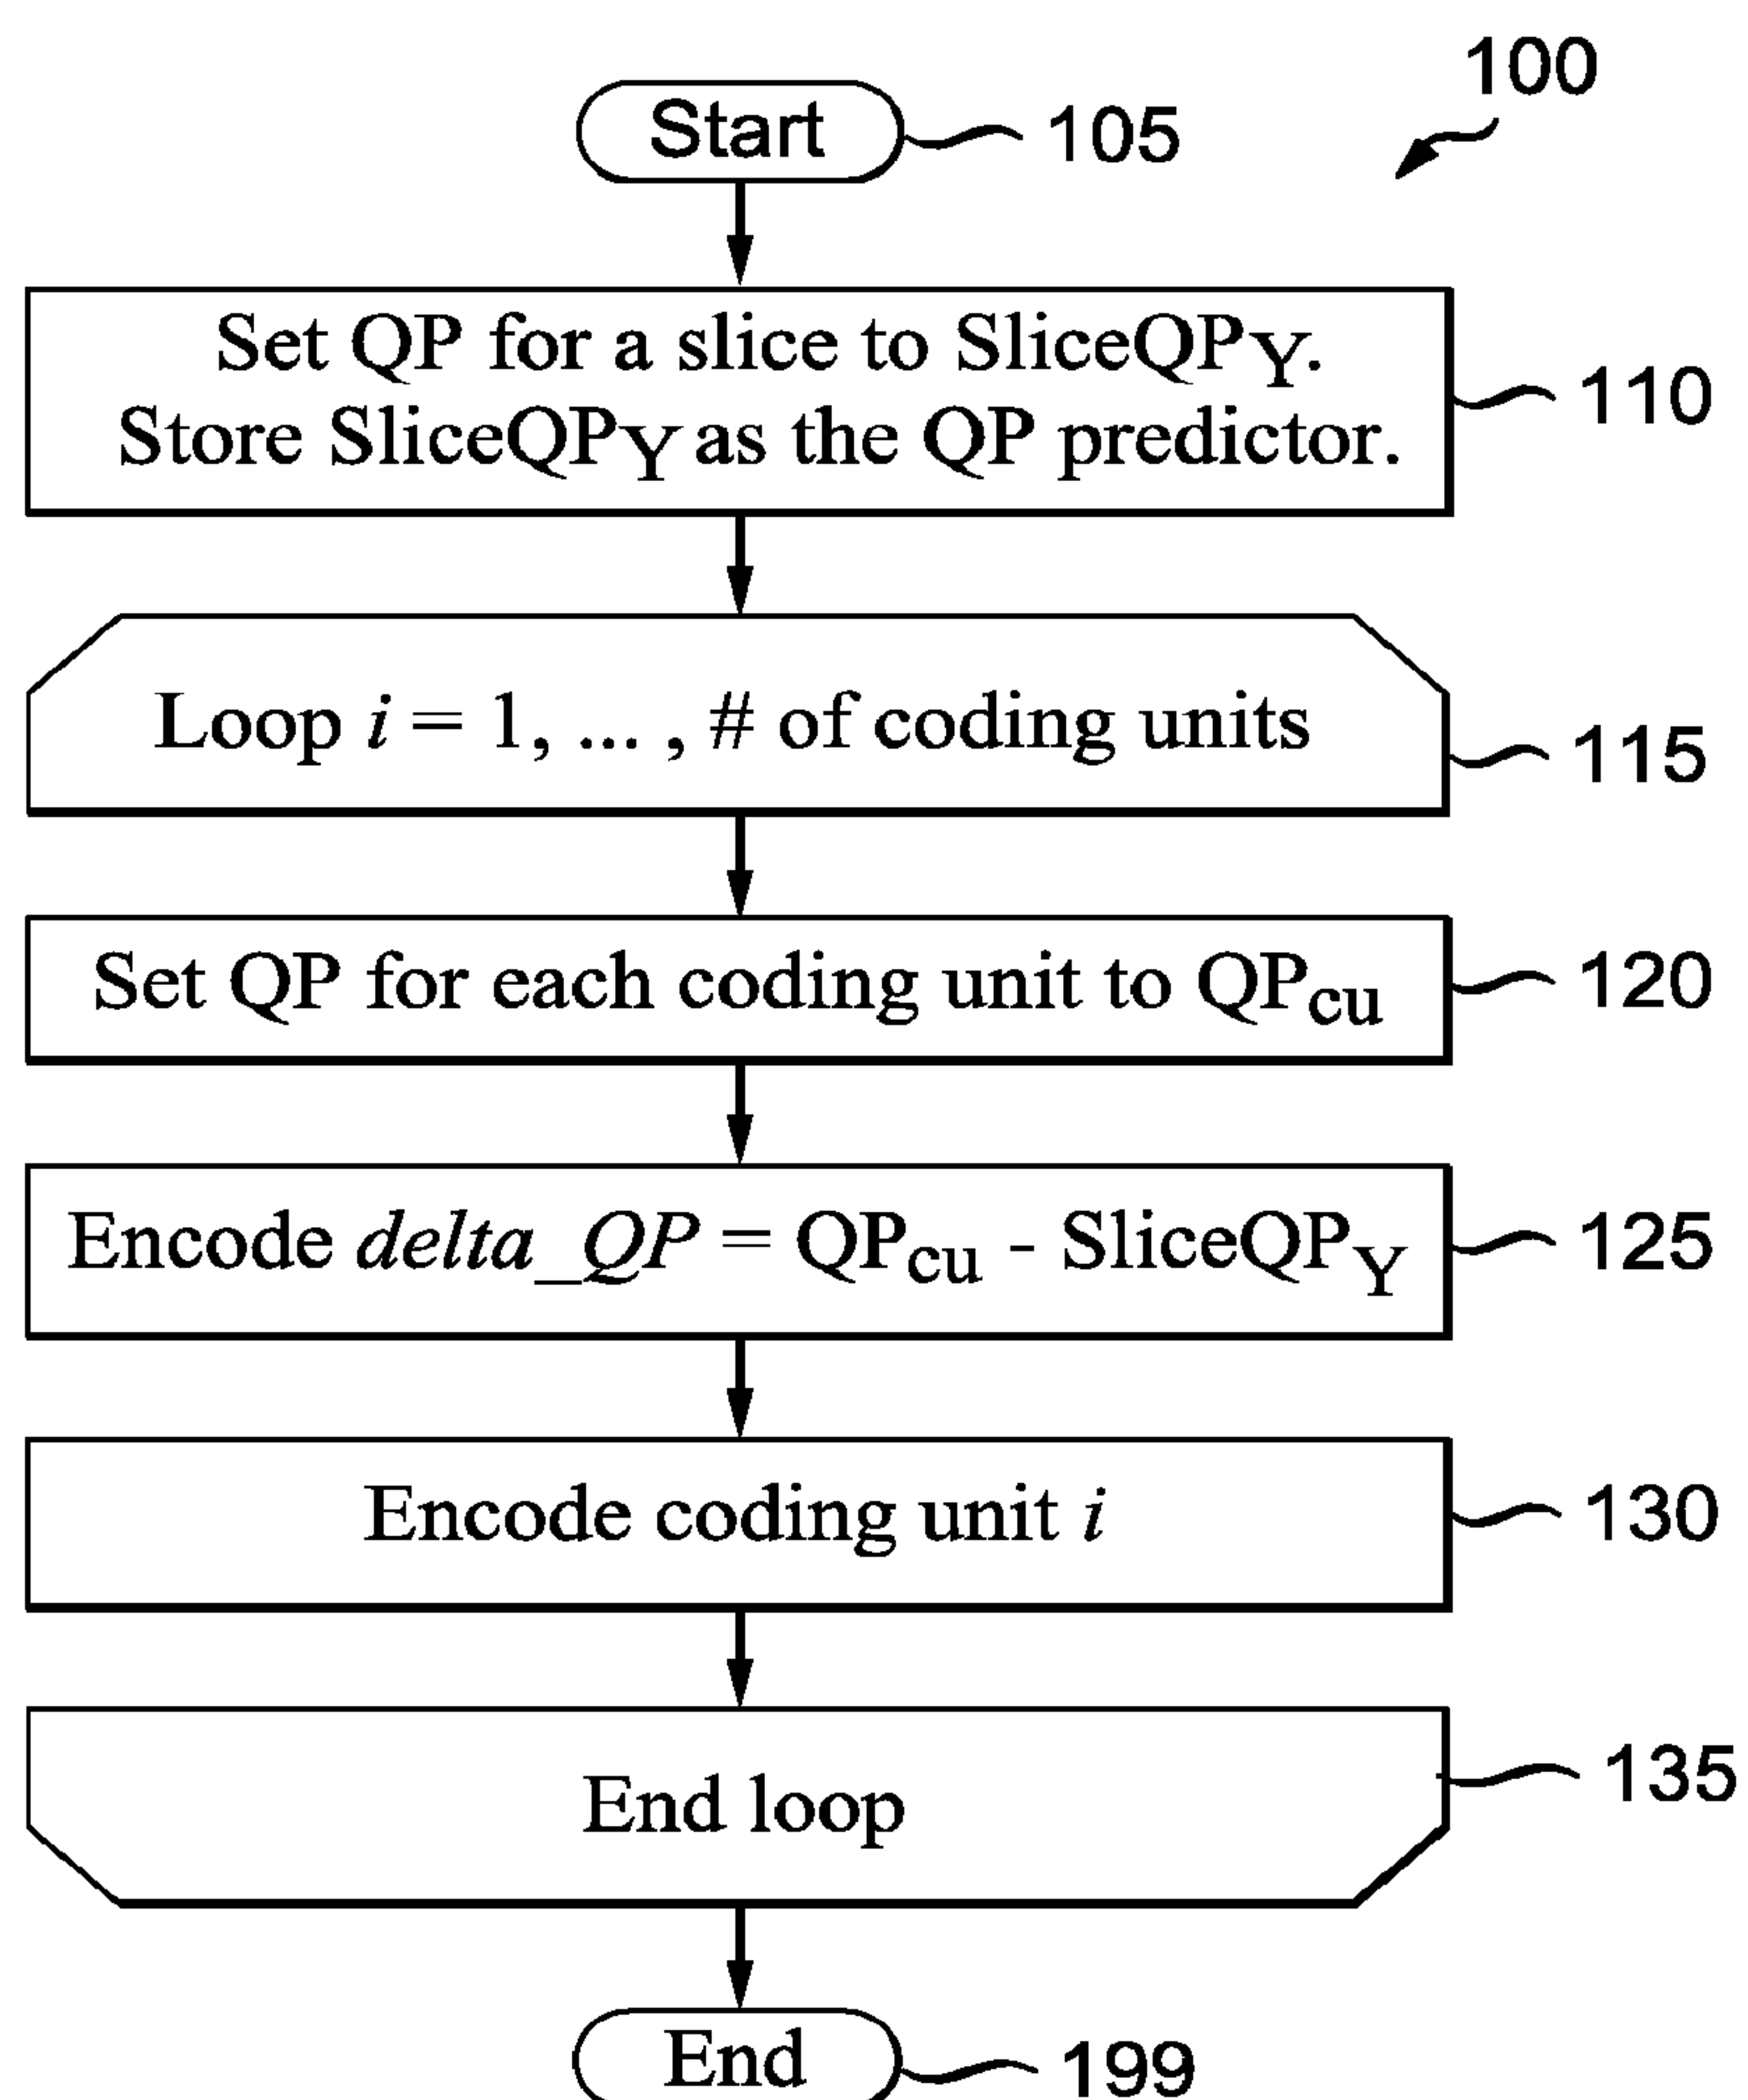 100
Start
105
Set QP for a slice to SliceQPY.
Store SliceQPY as the QP predictor.
110
Loop i = 1, ... , # of coding units
115
Set QP for each coding unit to QPcu
120
Encode delta_QP = QPcu - SliceQPY
125
Encode coding unit i
130
End loop
135
End
199